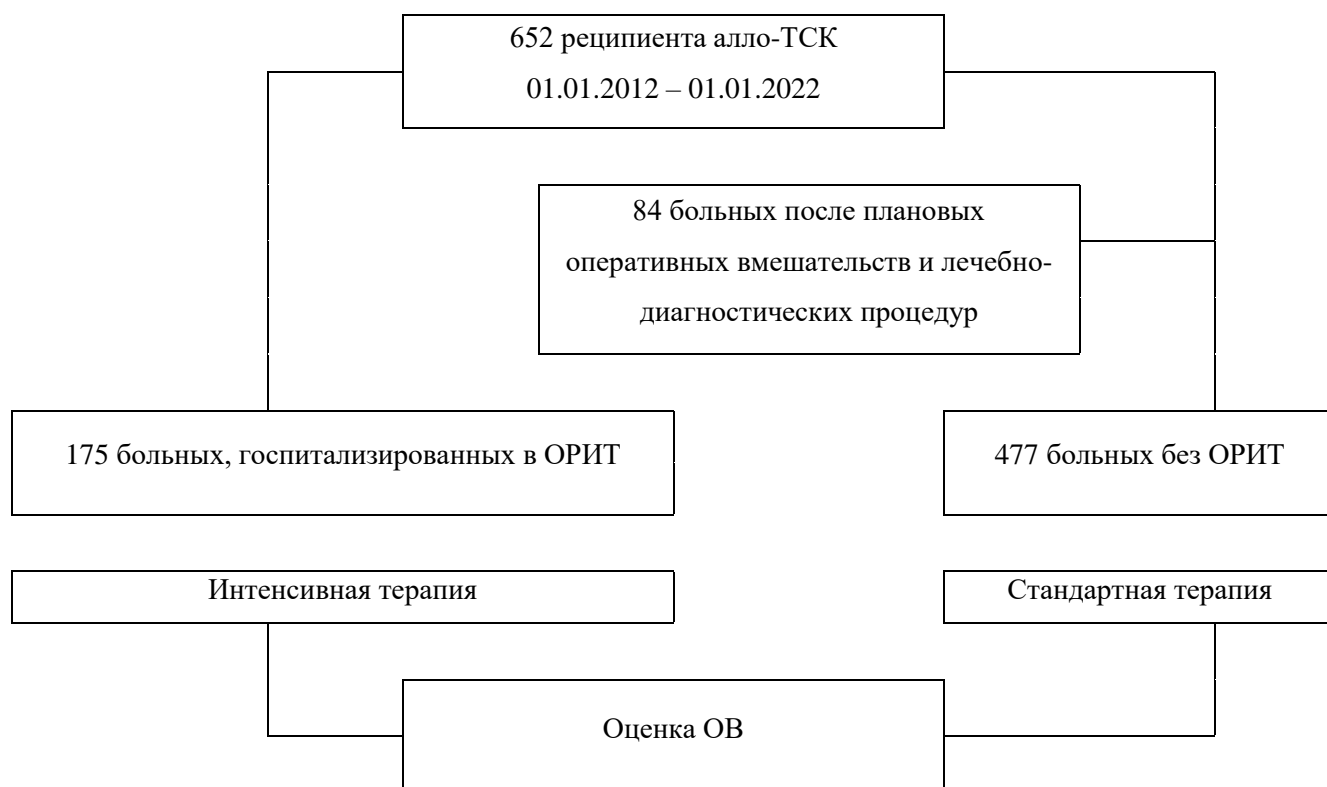 652 реципиента алло-ТСК
01.01.2012 – 01.01.2022
84 больных после плановых
оперативных вмешательств и лечебно-
диагностических процедур
175 больных, госпитализированных в ОРИТ
477 больных без ОРИТ
Интенсивная терапия
Стандартная терапия
Оценка ОВ